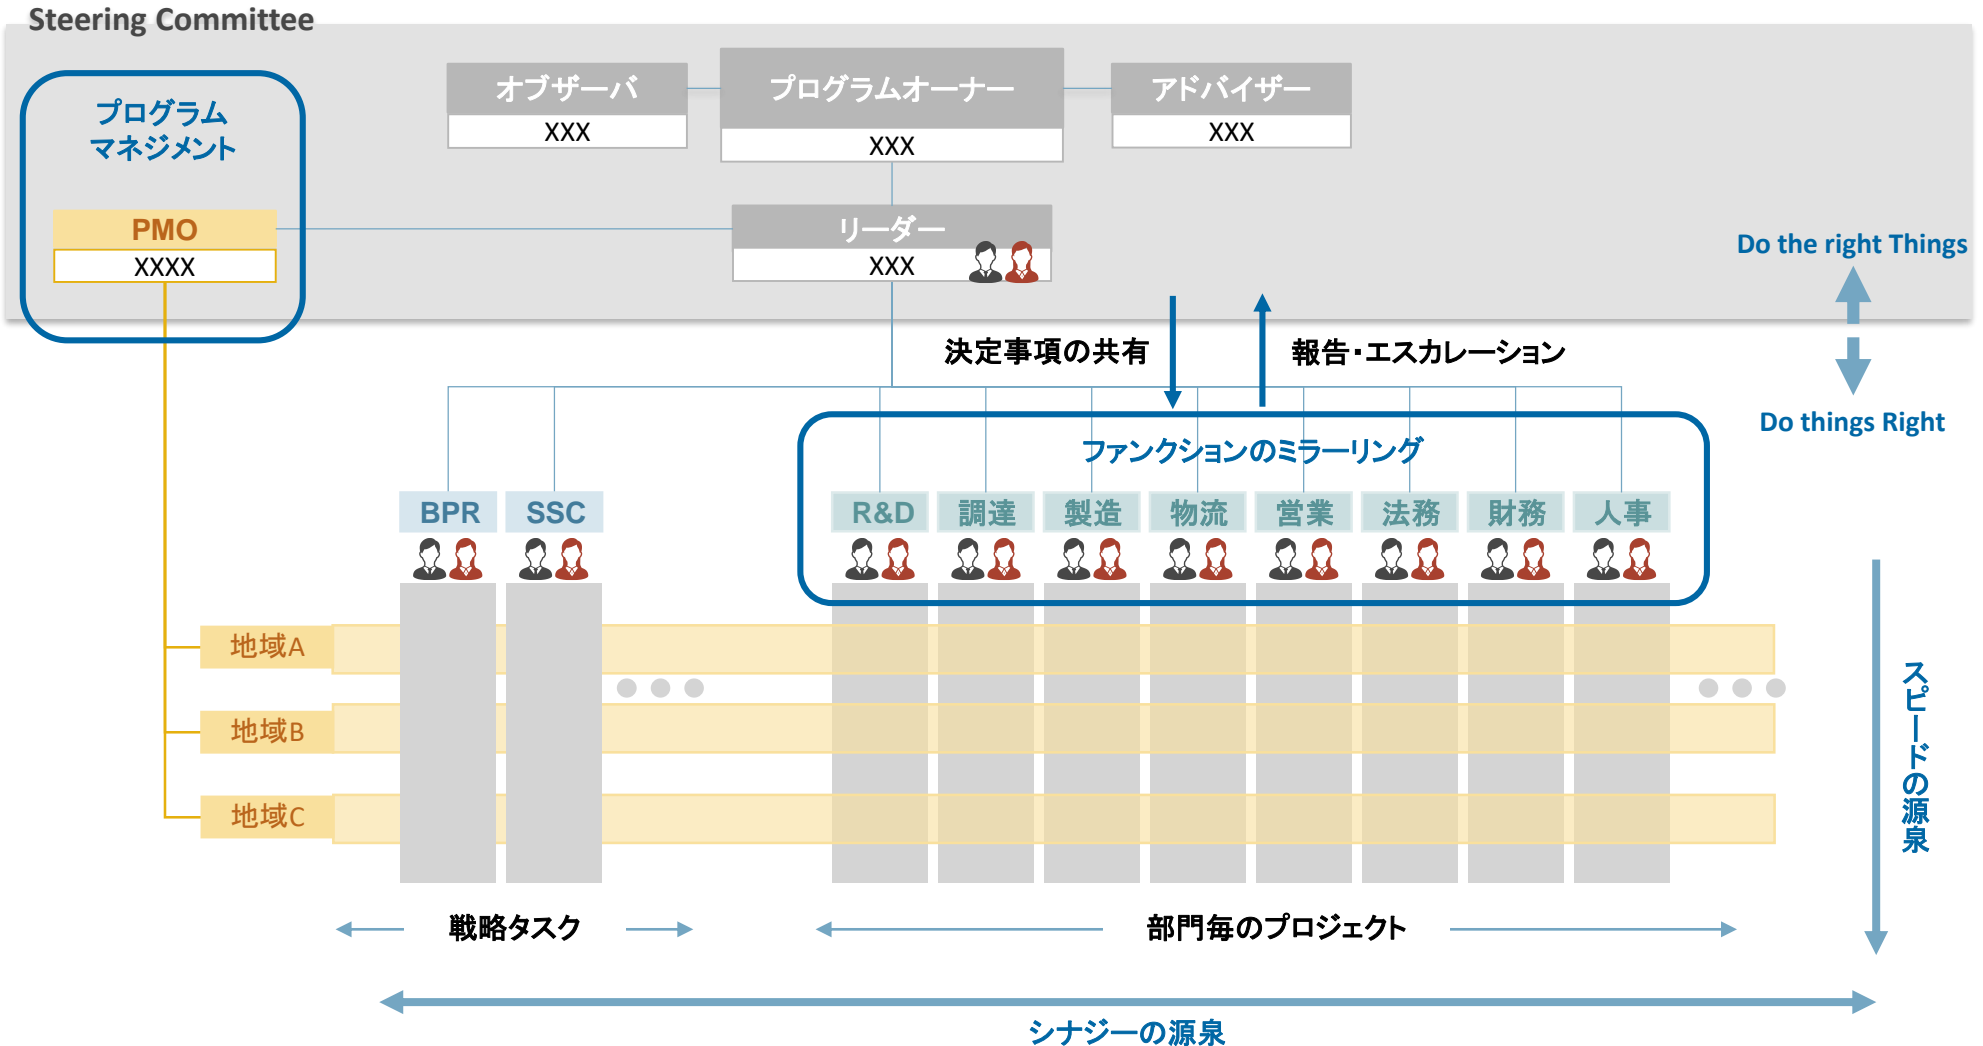 Steering Committee
プログラム
マネジメント
オブザーバ
XXX
プログラムオーナー
XXX
アドバイザー
XXX
PMO
XXXX
リーダー
XXX
Do the right Things
決定事項の共有
報告・エスカレーション
Do things Right
ファンクションのミラーリング
BPR
SSC
R&D
調達
製造
物流
営業
法務
財務
人事
地域A
地域B
地域C
スピードの源泉
戦略タスク
部門毎のプロジェクト
シナジーの源泉